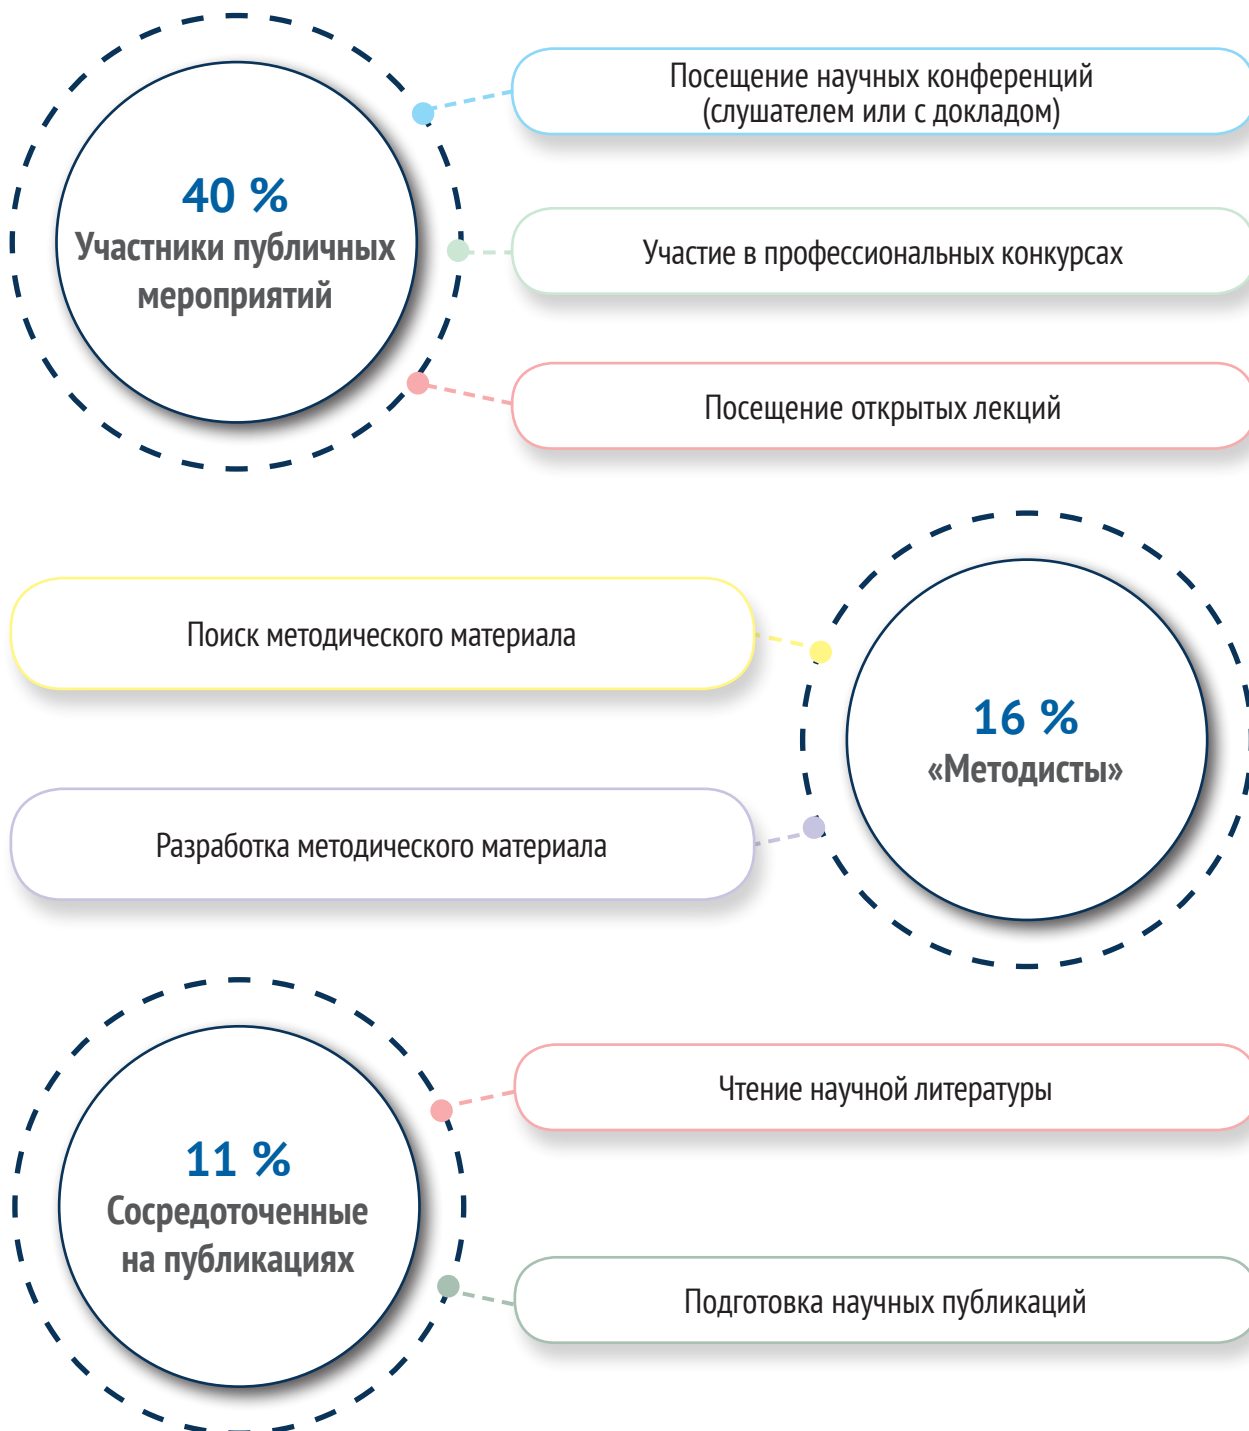 40 %
Участники публичных
мероприятий
Посещение научных конференций
(слушателем или с докладом)
Участие в профессиональных конкурсах
Посещение открытых лекций
Поиск методического материала
Разработка методического материала
16 %
«Методисты»
11 %
Сосредоточенные
на публикациях
Чтение научной литературы
Подготовка научных публикаций